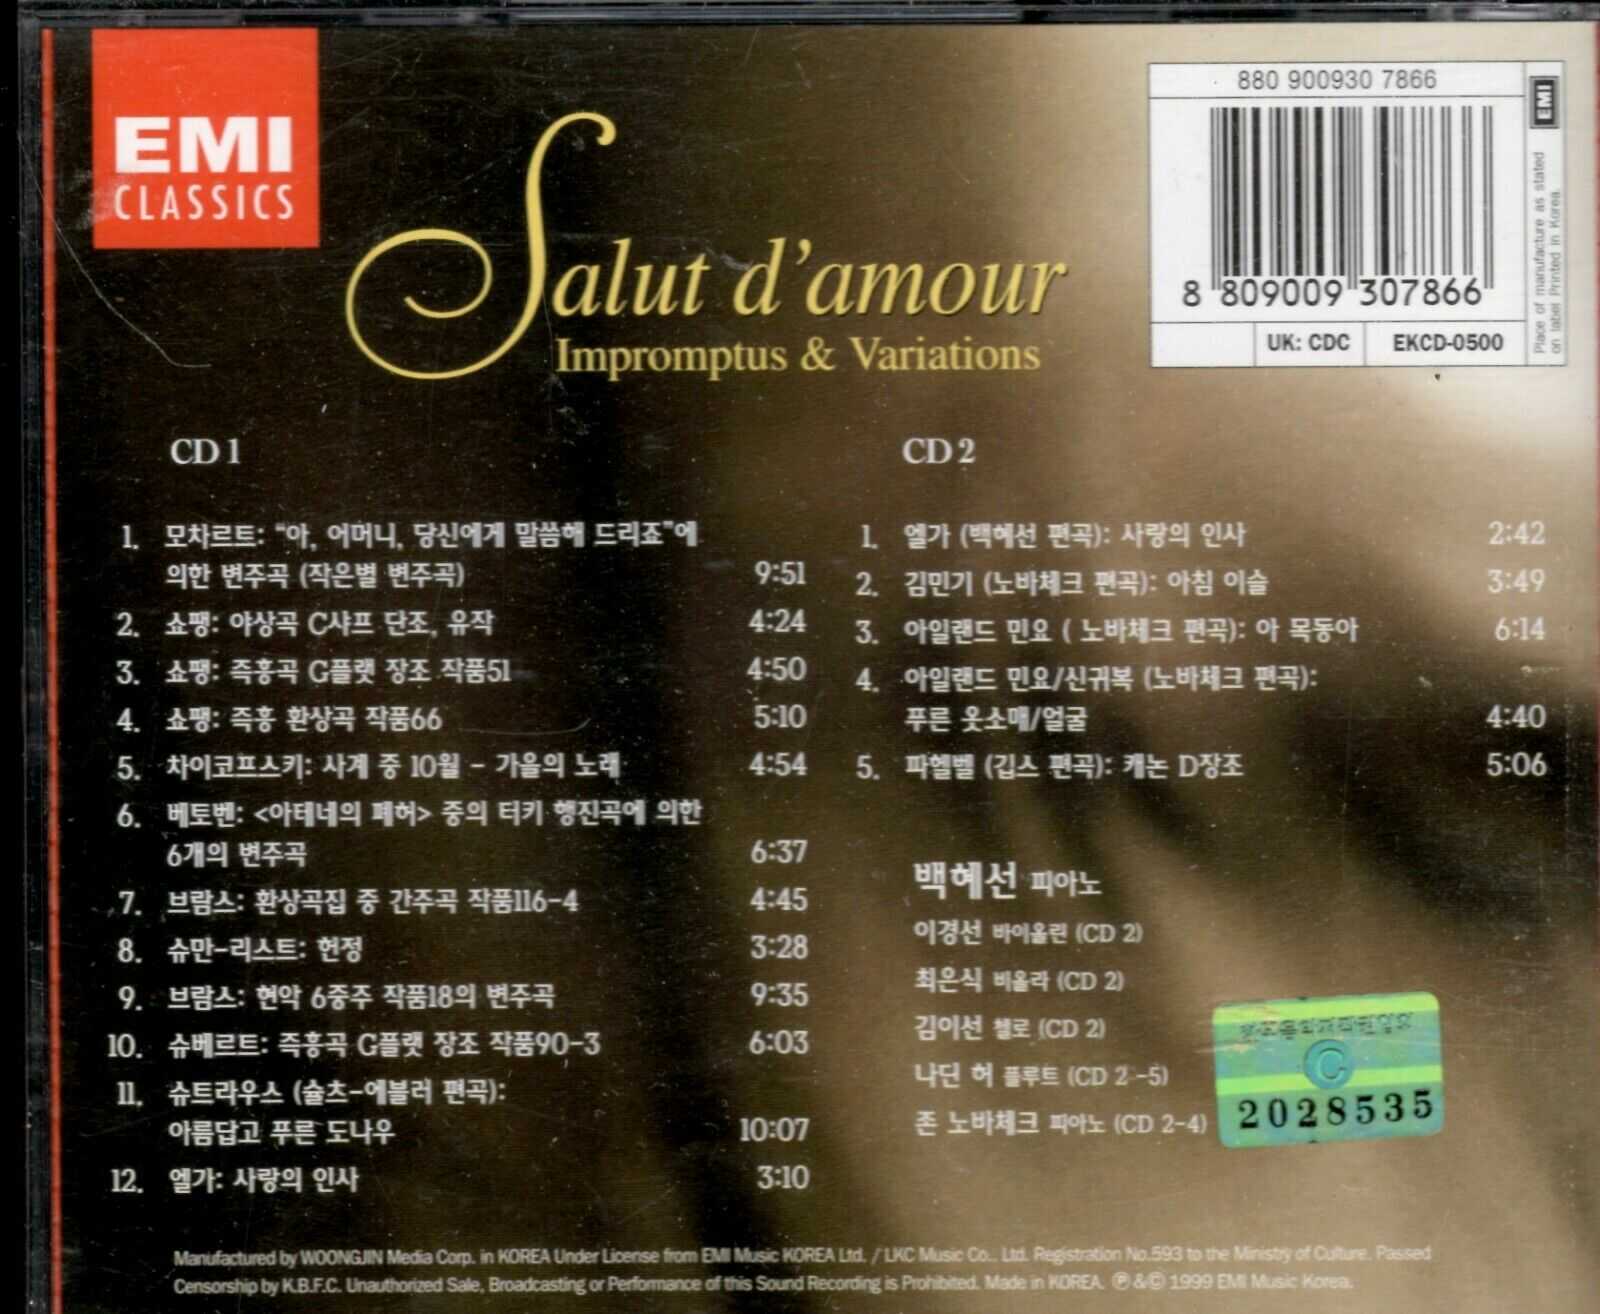 EMI
CLASSICS
Salut d'amour
Impromptus & Variations
880 900930 7866
8 809009 307866
UK: CDC
EKCD-0500
EMI
Place of manufacture as stated
on label Printed in Korea.
CD 1
1. 모차르트: “아, 어머니, 당신에게 말씀해 드리죠”에
의한 변주곡 (작은별 변주곡) 9:51
2. 쇼팽: 야상곡 C샤프 단조, 유작 4:24
3. 쇼팽: 즉흥곡 G플랫 장조 작품51 4:50
4. 쇼팽: 즉흥 환상곡 작품66 5:10
5. 차이코프스키: 사계 중 10월 - 가을의 노래 4:54
6. 베토벤: <아테네의 폐허> 중의 터키 행진곡에 의한
6개의 변주곡 6:37
7. 브람스: 환상곡집 중 간주곡 작품116-4 4:45
8. 슈만-리스트: 헌정 3:28
9. 브람스: 현악 6중주 작품18의 변주곡 9:35
10. 슈베르트: 즉흥곡 G플랫 장조 작품90-3 6:03
11. 슈트라우스 (슐츠-에블러 편곡):
아름답고 푸른 도나우 10:07
12. 엘가: 사랑의 인사 3:10
CD 2
1. 엘가 (백혜선 편곡): 사랑의 인사 2:42
2. 김민기 (노바체크 편곡): 아침 이슬 3:49
3. 아일랜드 민요 ( 노바체크 편곡): 아 목동아 6:14
4. 아일랜드 민요/신귀복 (노바체크 편곡):
푸른 옷소매/얼굴 4:40
5. 파헬벨 (깁스 편곡): 캐논 D장조 5:06
백혜선 피아노
이경선 바이올린 (CD 2)
최은식 비올라 (CD 2)
김이선 첼로 (CD 2)
나딘 허 플루트 (CD 2 -5)
존 노바체크 피아노 (CD 2-4)
C
2028535
Manufactured by WOONGJIN Media Corp. in KOREA Under License from EMI Music KOREA Ltd. / LKC Music Co., Ltd. Registration No.593 to the Ministry of Culture. Passed
Censorship by K.B.F.C. Unauthorized Sale, Broadcasting or Performance of this Sound Recording is Prohibited. Made in KOREA. ℗ &© 1999 EMI Music Korea.